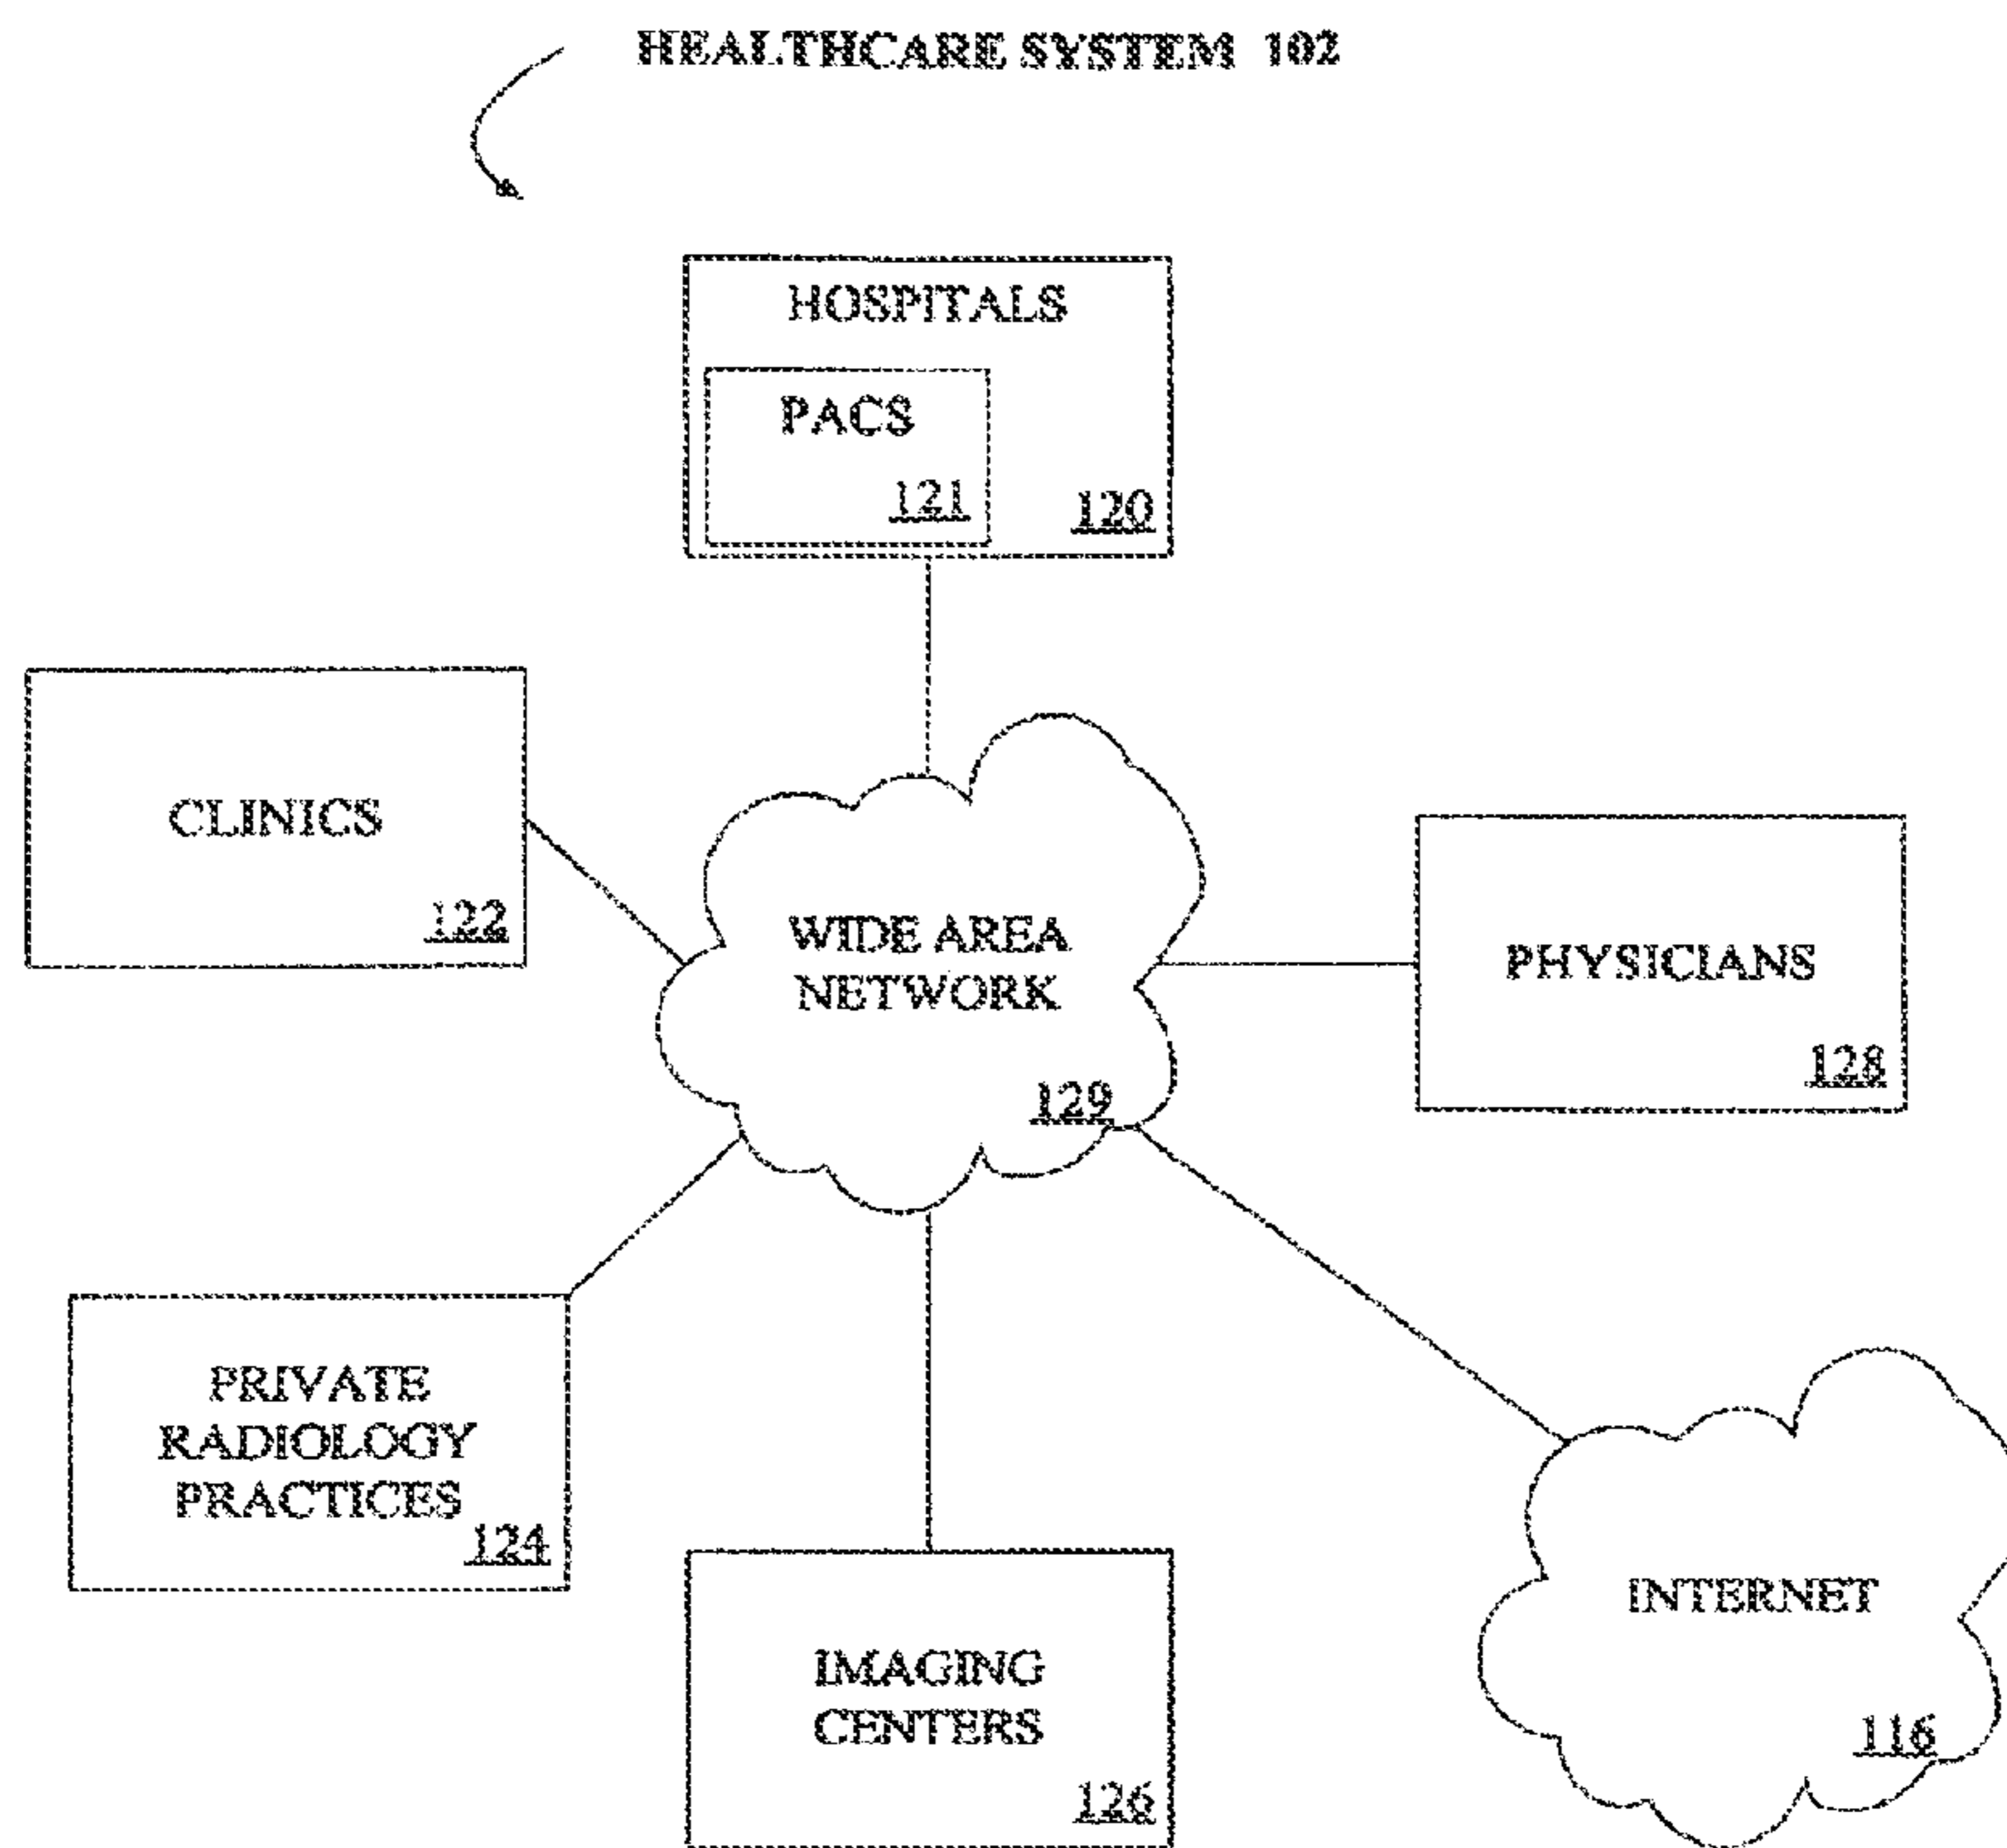 HEALTHCARE SYSTEM 102
HOSPITALS
PACS
121
120
CLINICS
122
WIDE AREA
NETWORK
129
PHYSICIANS
128
PRIVATE
RADIOLOGY
PRACTICES
124
IMAGING
CENTERS
126
INTERNET
116